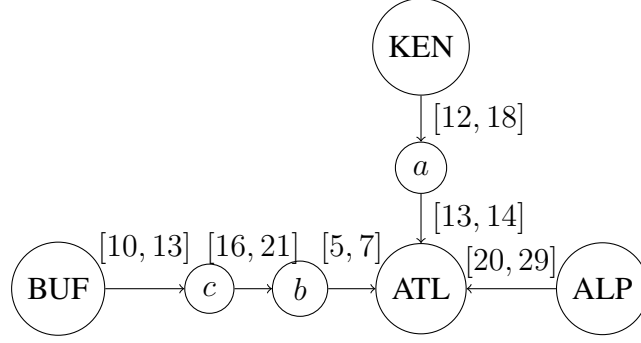 KEN
[12, 18]
a
[13, 14]
[10, 13] [16, 21] [5, 7] [20, 29]
BUF c b ATL ALP